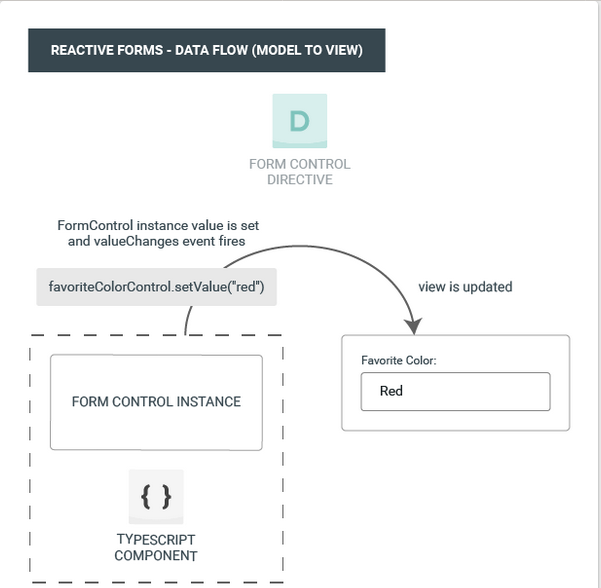 REACTIVE FORMS - DATA FLOW (MODEL TO VIEW)
D
FORM CONTROL
DIRECTIVE
FormControl instance value is set
and valueChanges event fires
favoriteColorControl.setValue("red")
view is updated
Favorite Color:
Red
FORM CONTROL INSTANCE
{ }
TYPESCRIPT
COMPONENT